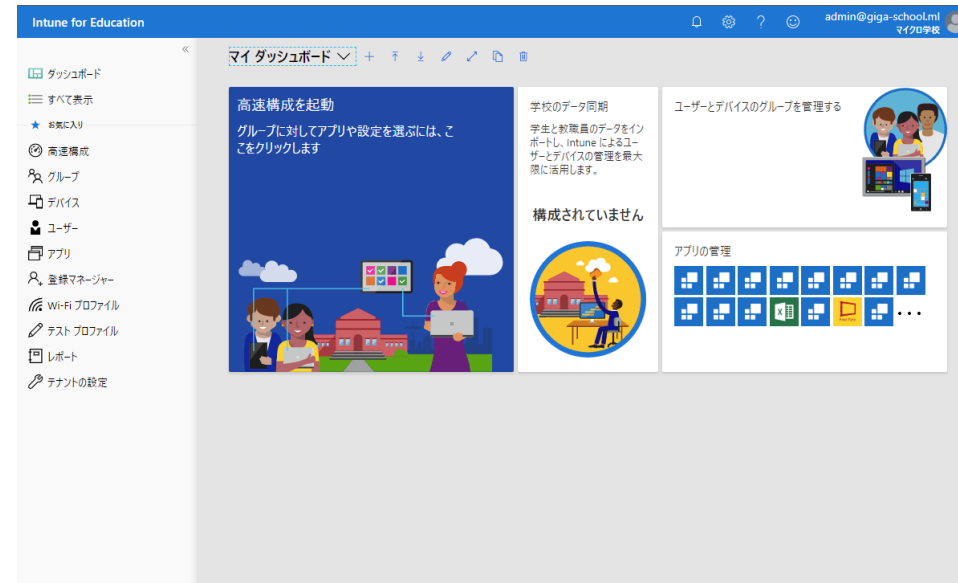 Intune for Education
admin@giga-school.ml
マイクロ学校
ダッシュボード
すべて表示
お気に入り
高速構成
グループ
デバイス
ユーザー
アプリ
登録マネージャー
Wi-Fi プロファイル
テスト プロファイル
レポート
テナントの設定
マイ ダッシュボード
高速構成を起動
グループに対してアプリや設定を選ぶには、こ
こをクリックします
学校のデータ同期
学生と教職員のデータをイン
ポートし、Intune によるユー
ザーとデバイスの管理を最大
限に活用します。
構成されていません
ユーザーとデバイスのグループを管理する
アプリの管理